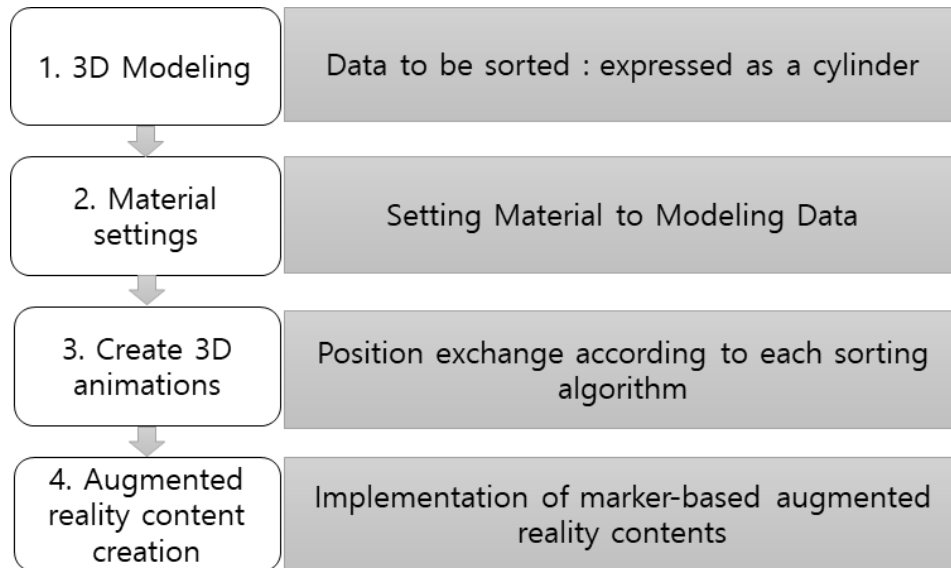 1. 3D Modeling
Data to be sorted : expressed as a cylinder
2. Material
settings
Setting Material to Modeling Data
3. Create 3D
animations
Position exchange according to each sorting
algorithm
4. Augmented
reality content
creation
Implementation of marker-based augmented
reality contents